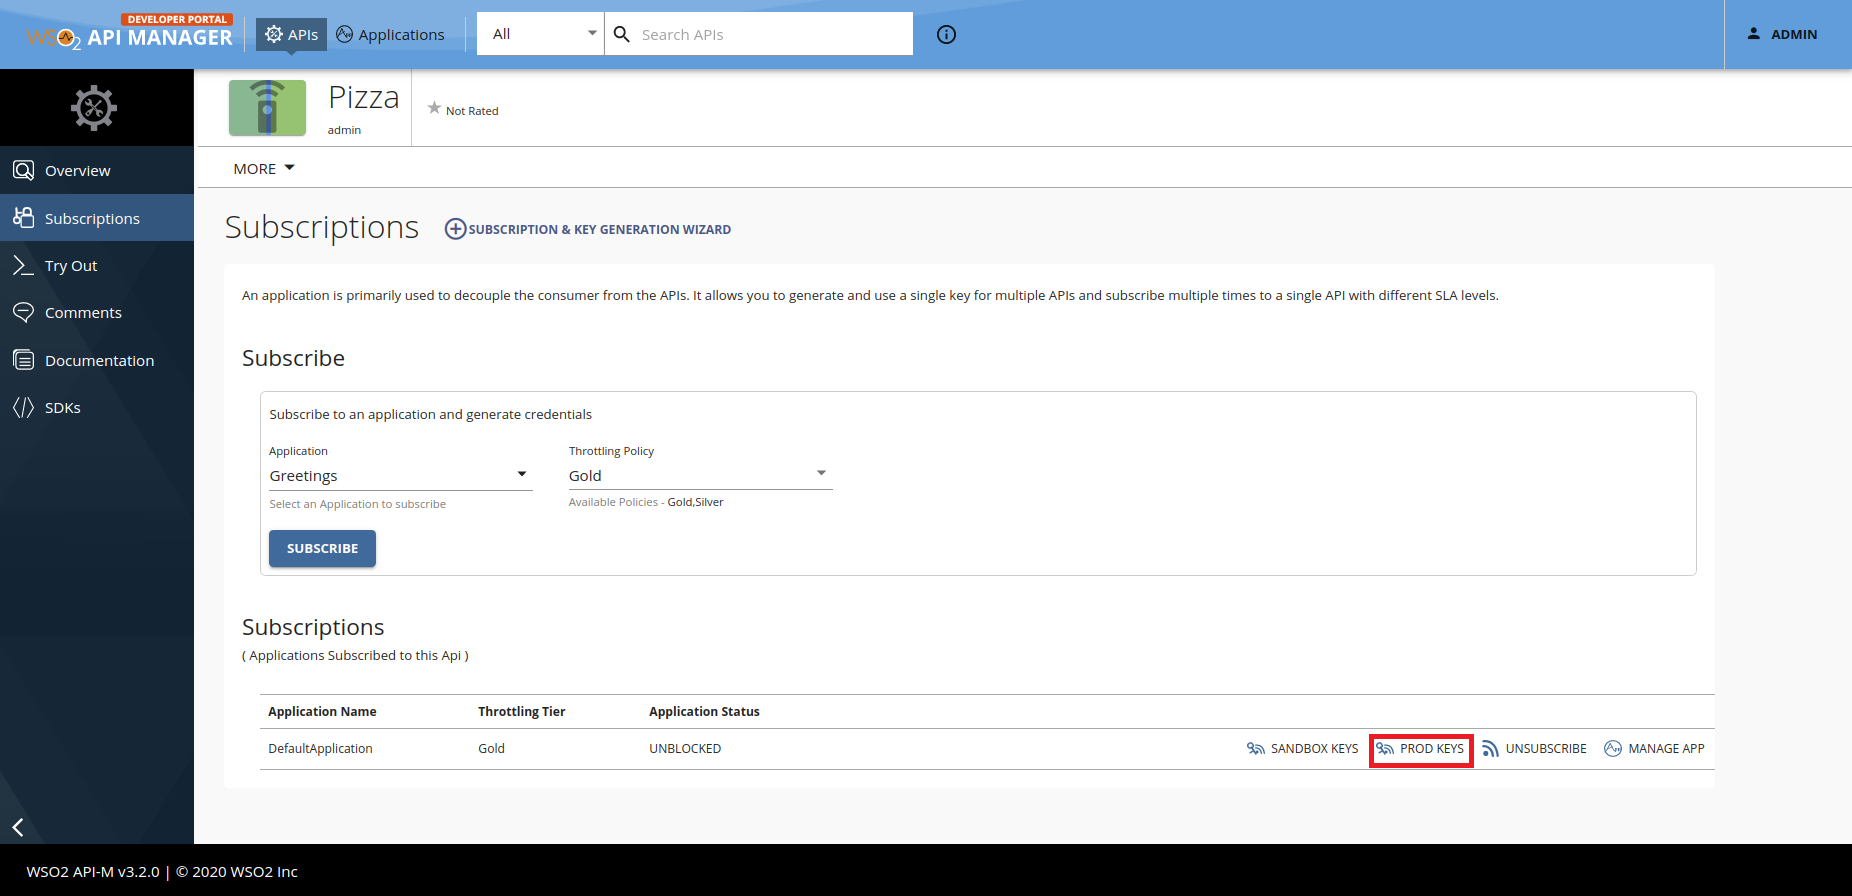 DEVELOPER PORTAL
WSO2 API MANAGER
APIs
Applications
All
Search APIs
ADMIN
Pizza
admin
Not Rated
MORE
Overview
Subscriptions
Try Out
Comments
Documentation
SDKs
Subscriptions
SUBSCRIPTION & KEY GENERATION WIZARD
An application is primarily used to decouple the consumer from the APIs. It allows you to generate and use a single key for multiple APIs and subscribe multiple times to a single API with different SLA levels.
Subscribe
Subscribe to an application and generate credentials
Application
Throttling Policy
Greetings
Gold
Select an Application to subscribe
Available Policies - Gold,Silver
SUBSCRIBE
Subscriptions
( Applications Subscribed to this Api )
Application Name Throttling Tier Application Status
DefaultApplication Gold UNBLOCKED SANDBOX KEYS PROD KEYS UNSUBSCRIBE MANAGE APP
WSO2 API-M v3.2.0 | © 2020 WSO2 Inc